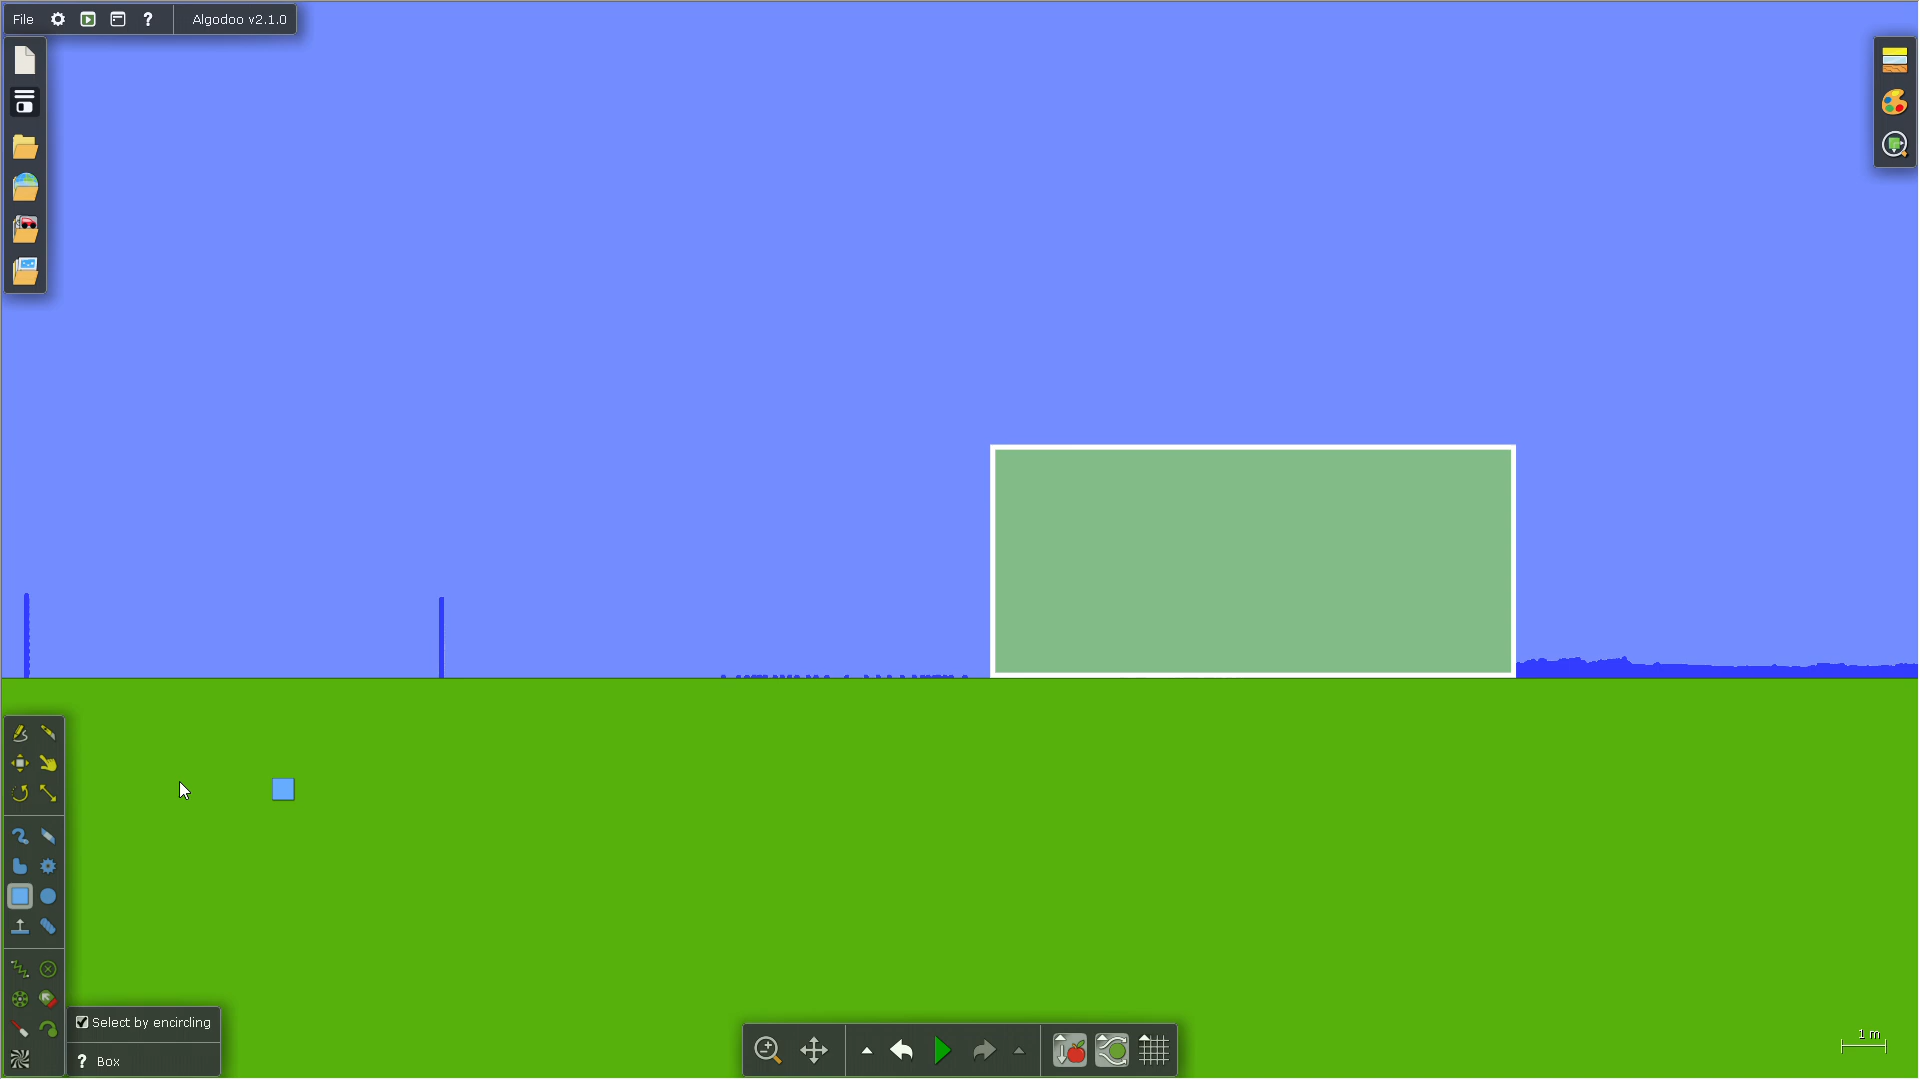 File ? Algodoo v2.1.0
Select by encircling
? Box
1 m